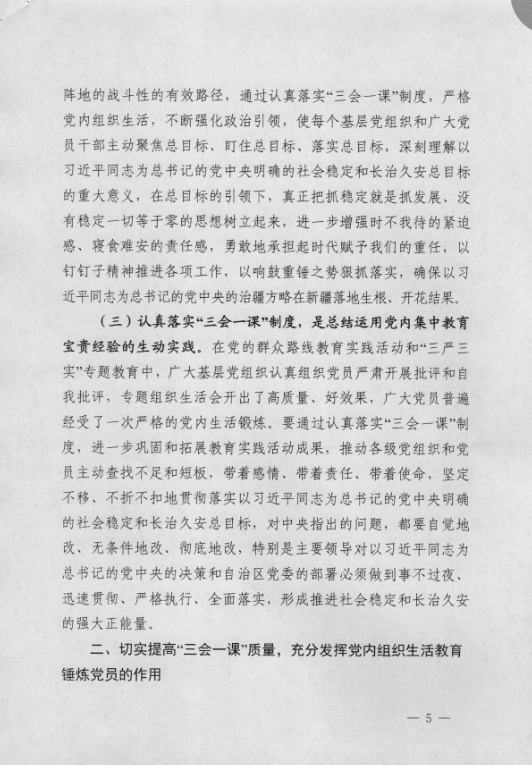 阵地的战斗性的有效路径，通过认真落实“三会一课”制度，严格
党内组织生活，不断强化政治引领，使每个基层党组织和广大党
员干部主动聚焦总目标、盯住总目标、落实总目标，深刻理解以
习近平同志为总书记的党中央明确的社会稳定和长治久安总目标
的重大意义，在总目标的引领下，真正把抓稳定就是抓发展、没
有稳定一切等于零的思想树立起来，进一步增强时不我待的紧迫
感、寝食难安的责任感，勇敢地承担起时代赋予我们的重任，以
钉钉子精神推进各项工作，以响鼓重锤之势狠抓落实，确保以习
近平同志为总书记的党中央的治疆方略在新疆落地生根、开花结果。
（三）认真落实“三会一课”制度，是总结运用党内集中教育
宝贵经验的生动实践。在党的群众路线教育实践活动和“三严三
实”专题教育中，广大基层党组织认真组织党员严肃开展批评和自
我批评，专题组织生活会开出了高质量、好效果，广大党员普遍
经受了一次严格的党内生活锻炼。要通过认真落实“三会一课”制
度，进一步巩固和拓展教育实践活动成果，推动各级党组织和党
员主动查找不足和短板，带着感情、带着责任、带着使命，坚定
不移、不折不扣地贯彻落实以习近平同志为总书记的党中央明确
的社会稳定和长治久安总目标，对中央指出的问题，都要自觉地
改、无条件地改、彻底地改，特别是主要领导对以习近平同志为
总书记的党中央的决策和自治区党委的部署必须做到事不过夜、
迅速贯彻、严格执行、全面落实，形成推进社会稳定和长治久安
的强大正能量。
二、切实提高“三会一课”质量，充分发挥党内组织生活教育
锤炼党员的作用
— 5 —